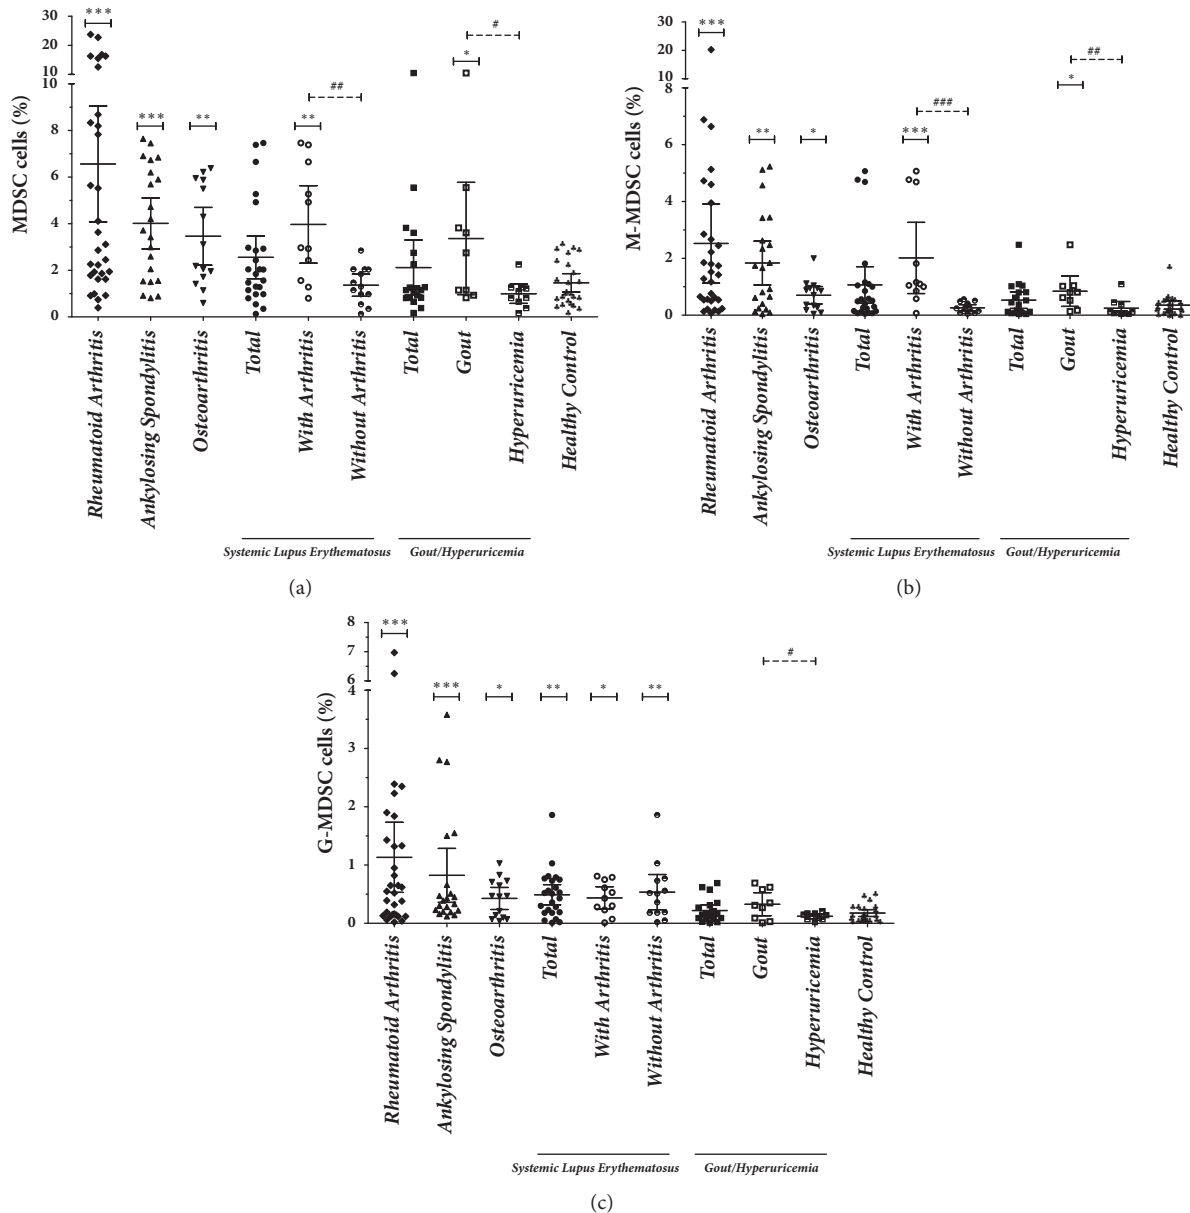 ***
***
**
**
##
*
#
MDSC cells (%)
30
20
10
10
8
6
4
2
0
Rheumatoid Arthritis
Ankylosing Spondylitis
Osteoarthritis
Total
With Arthritis
Without Arthritis
Total
Gout
Hyperuricemia
Healthy Control
Systemic Lupus Erythematosus
Gout/Hyperuricemia
(a)
***
**
*
***
###
*
##
M-MDSC cells (%)
30
20
10
8
6
4
2
0
Rheumatoid Arthritis
Ankylosing Spondylitis
Osteoarthritis
Total
With Arthritis
Without Arthritis
Total
Gout
Hyperuricemia
Healthy Control
Systemic Lupus Erythematosus
Gout/Hyperuricemia
(b)
***
***
*
**
*
**
#
G-MDSC cells (%)
8
7
6
4
3
2
1
0
Rheumatoid Arthritis
Ankylosing Spondylitis
Osteoarthritis
Total
With Arthritis
Without Arthritis
Total
Gout
Hyperuricemia
Healthy Control
Systemic Lupus Erythematosus
Gout/Hyperuricemia
(c)